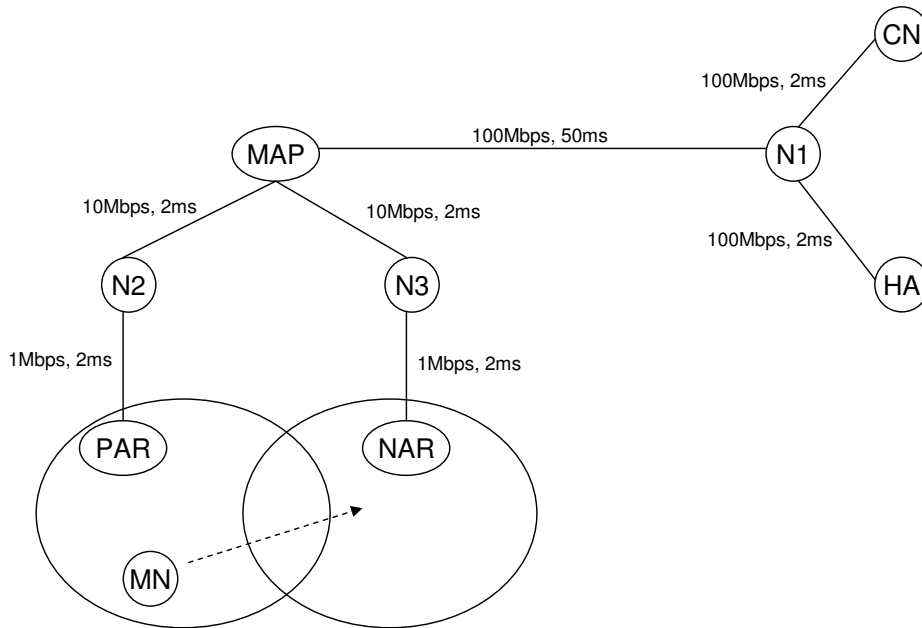 CN
100Mbps, 2ms
100Mbps, 50ms
MAP
N1
10Mbps, 2ms
10Mbps, 2ms
100Mbps, 2ms
N2
N3
HA
1Mbps, 2ms
1Mbps, 2ms
PAR
NAR
MN